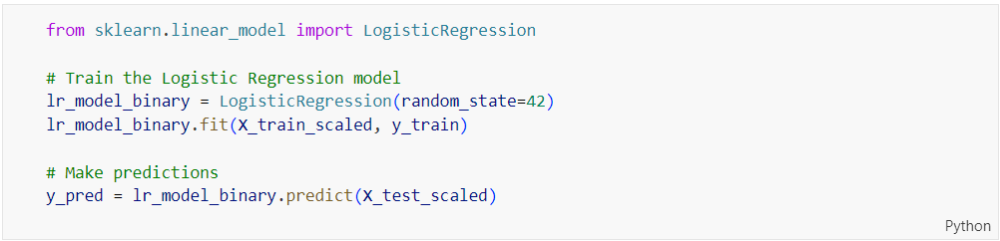 from sklearn.linear_model import LogisticRegression
# Train the Logistic Regression model
lr_model_binary = LogisticRegression(random_state=42)
lr_model_binary.fit(X_train_scaled, y_train)
# Make predictions
y_pred = lr_model_binary.predict(X_test_scaled)
Python